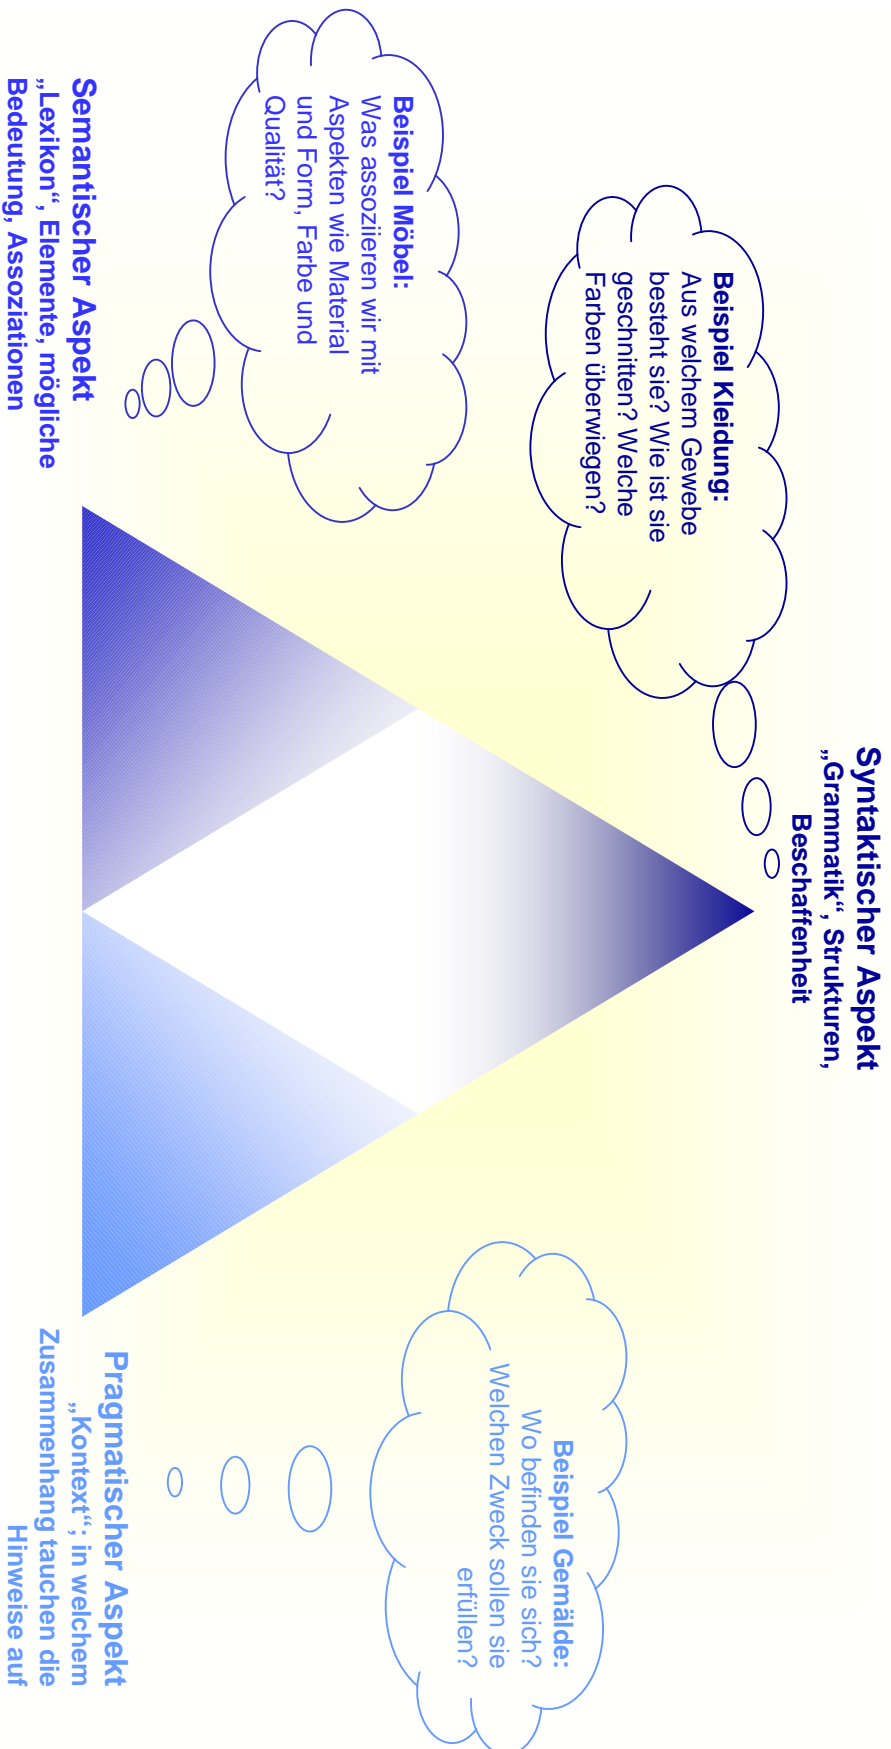 Syntaktischer Aspekt
„Grammatik“, Strukturen,
Beschaffenheit
Beispiel Kleidung:
Aus welchem Gewebe
besteht sie? Wie ist sie
geschnitten? Welche
Farben überwiegen?
Beispiel Möbel:
Was assoziieren wir mit
Aspekten wie Material
und Form, Farbe und
Qualität?
Semantischer Aspekt
„Lexikon“, Elemente, mögliche
Bedeutung, Assoziationen
Beispiel Gemälde:
Wo befinden sie sich?
Welchen Zweck sollen sie
erfüllen?
Pragmatischer Aspekt
„Kontext“; in welchem
Zusammenhang tauchen die
Hinweise auf